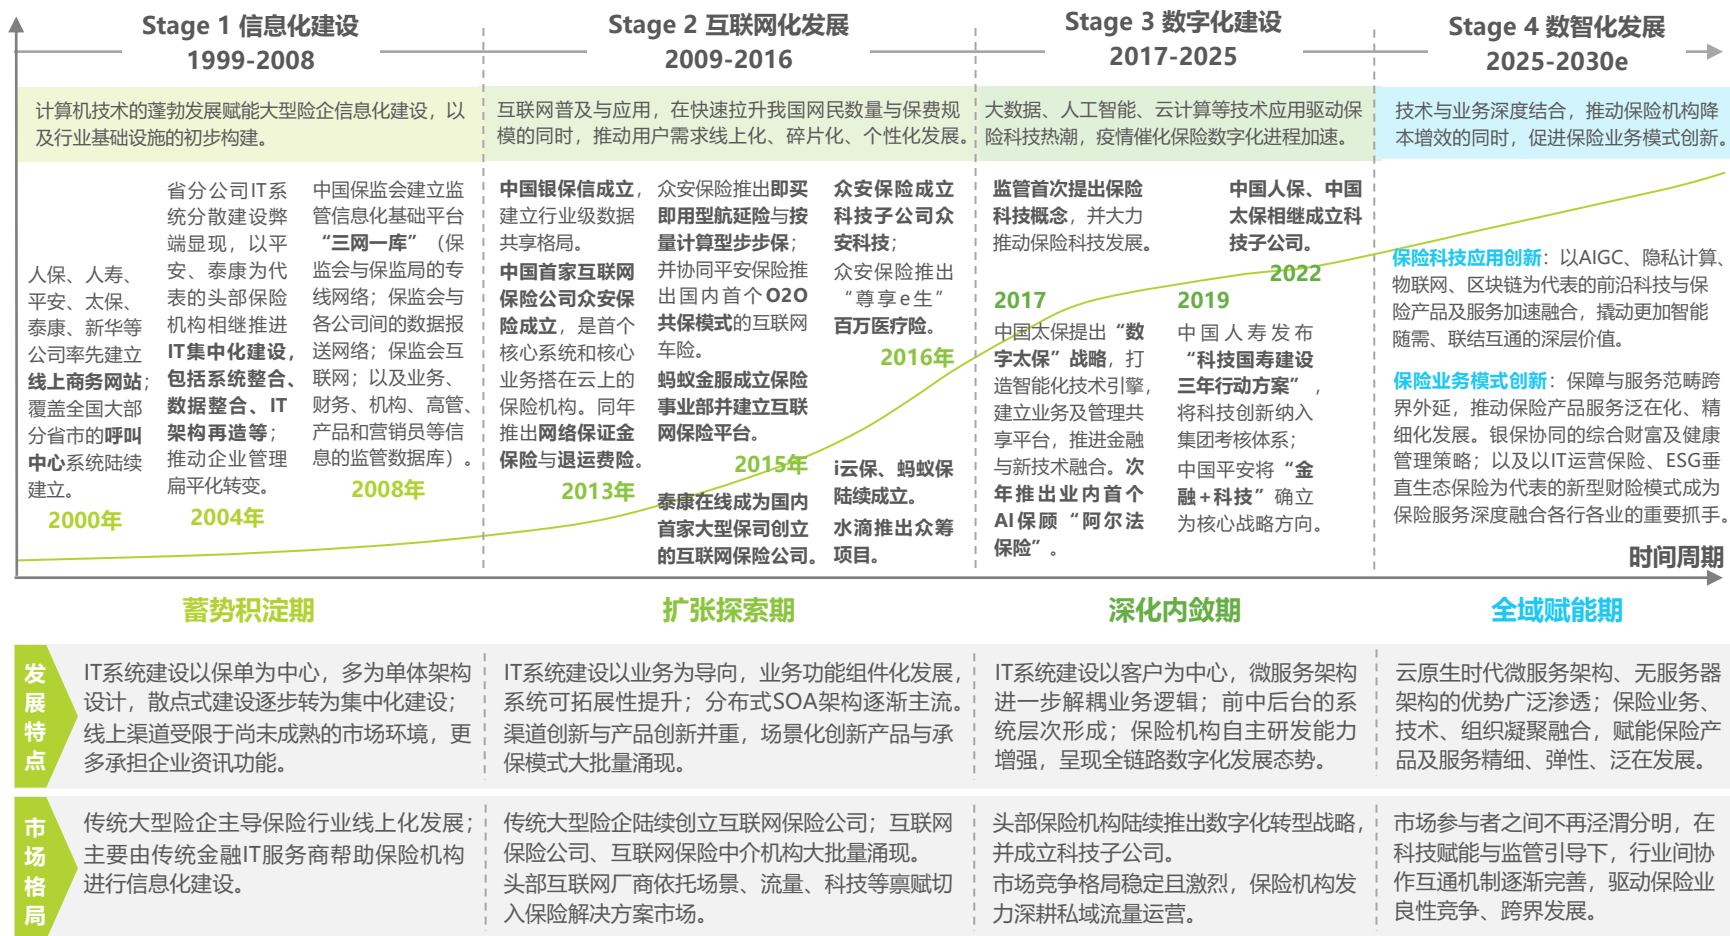 Stage 1 信息化建设
1999-2008
Stage 2 互联网化发展
2009-2016
Stage 3 数字化建设
2017-2025
Stage 4 数智化发展
2025-2030e
计算机技术的蓬勃发展赋能大型险企信息化建设，以
及行业基础设施的初步构建。
互联网普及与应用，在快速拉升我国网民数量与保费规
模的同时，推动用户需求线上化、碎片化、个性化发展。
大数据、人工智能、云计算等技术应用驱动保
险科技热潮，疫情催化保险数字化进程加速。
技术与业务深度结合，推动保险机构降
本增效的同时，促进保险业务模式创新。
人保、人寿、
平安、太保、
泰康、新华等
公司率先建立
线上商务网站；
覆盖全国大部
分省市的呼叫
中心系统陆续
建立。
2000年
省分公司IT系
统分散建设弊
端显现，以平
安、泰康为代
表的头部保险
机构相继推进
IT集中化建设，
包括系统整合、
数据整合、IT
架构再造等；
推动企业管理
扁平化转变。
2004年
中国保监会建立监
管信息化基础平台
“三网一库”（保
监会与保监局的专
线网络；保监会与
各公司间的数据报
送网络；保监会互
联网；以及业务、
财务、机构、高管、
产品和营销员等信
息的监管数据库）。
2008年
中国银保信成立，
建立行业级数据
共享格局。
中国首家互联网
保险公司众安保
险成立，是首个
核心系统和核心
业务搭在云上的
保险机构。同年
推出网络保证金
保险与退运费险。
2013年
众安保险推出即买
即用型航延险与按
量计算型步步保；
并协同平安保险推
出国内首个O2O
共保模式的互联网
车险。
蚂蚁金服成立保险
事业部并建立互联
网保险平台。
2015年
泰康在线成为国内
首家大型保司创立
的互联网保险公司。
众安保险成立
科技子公司众
安科技；
众安保险推出
“尊享e生”
百万医疗险。
2016年
i云保、蚂蚁保
陆续成立。
水滴推出众筹
项目。
监管首次提出保险
科技概念，并大力
推动保险科技发展。
2017
中国太保提出“数
字太保”战略，打
造智能化技术引擎，
建立业务及管理共
享平台，推进金融
与新技术融合。次
年推出业内首个
AI保顾“阿尔法
保险”。
中国人保、中国
太保相继成立科
技子公司。
2022
2019
中国人寿发布
“科技国寿建设
三年行动方案”，
将科技创新纳入
集团考核体系；
中国平安将“金
融+科技”确立
为核心战略方向。
保险科技应用创新：以AIGC、隐私计算、
物联网、区块链为代表的前沿科技与保
险产品及服务加速融合，撬动更加智能
随需、联结互通的深层价值。
保险业务模式创新：保障与服务范畴跨
界外延，推动保险产品服务泛在化、精
细化发展。银保协同的综合财富及健康
管理策略；以及以IT运营保险、ESG垂
直生态保险为代表的新型财险模式成为
保险服务深度融合各行各业的重要抓手。
时间周期
蓄势积淀期
扩张探索期
深化内敛期
全域赋能期
发展特点
IT系统建设以保单为中心，多为单体架构
设计，散点式建设逐步转为集中化建设；
线上渠道受限于尚未成熟的市场环境，更
多承担企业资讯功能。
IT系统建设以业务为导向，业务功能组件化发展，
系统可拓展性提升；分布式SOA架构逐渐主流。
渠道创新与产品创新并重，场景化创新产品与承
保模式大批量涌现。
IT系统建设以客户为中心，微服务架构
进一步解耦业务逻辑；前中后台的系
统层次形成；保险机构自主研发能力
增强，呈现全链路数字化发展态势。
云原生时代微服务架构、无服务器
架构的优势广泛渗透；保险业务、
技术、组织凝聚融合，赋能保险产
品及服务精细、弹性、泛在发展。
市场格局
传统大型险企主导保险行业线上化发展；
主要由传统金融IT服务商帮助保险机构
进行信息化建设。
传统大型险企陆续创立互联网保险公司；互联网
保险公司、互联网保险中介机构大批量涌现。
头部互联网厂商依托场景、流量、科技等禀赋切
入保险解决方案市场。
头部保险机构陆续推出数字化转型战略，
并成立科技子公司。
市场竞争格局稳定且激烈，保险机构发
力深耕私域流量运营。
市场参与者之间不再泾渭分明，在
科技赋能与监管引导下，行业间协
作互通机制逐渐完善，驱动保险业
良性竞争、跨界发展。